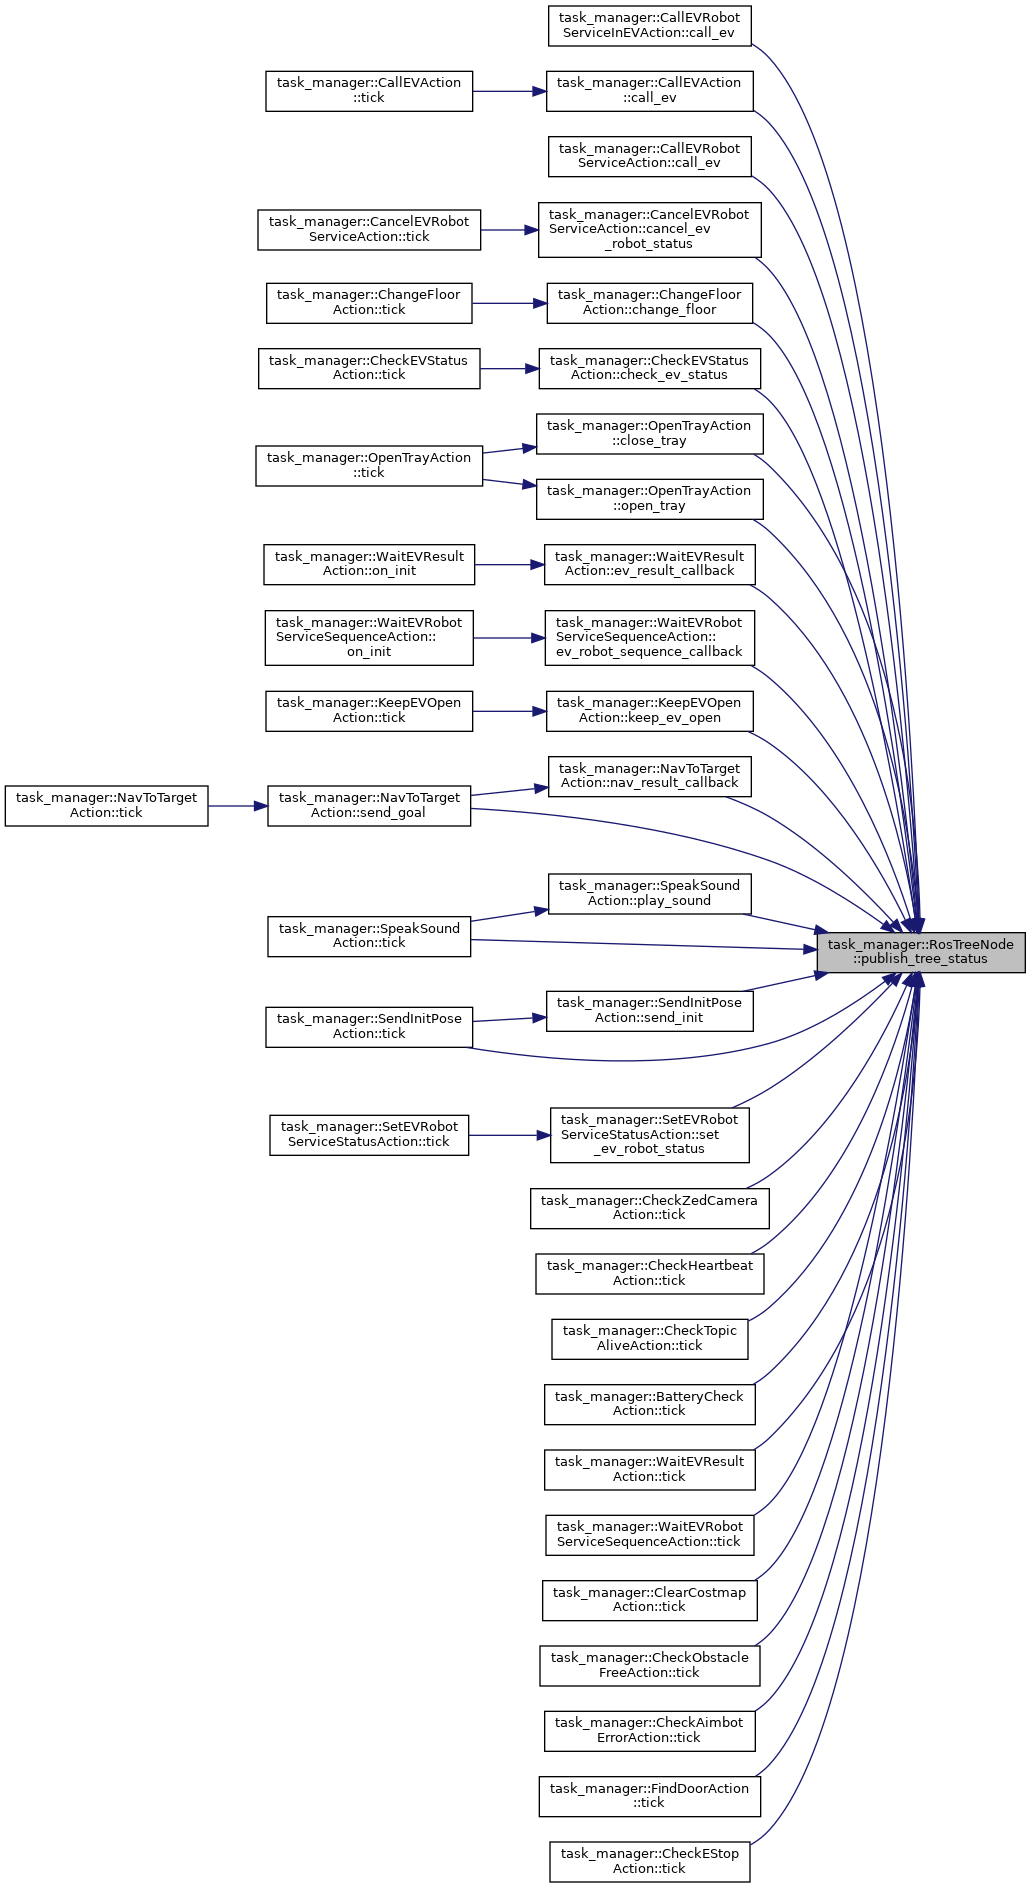 task_manager::CallEVRobot
ServiceInEVAction::call_ev
task_manager::CallEVAction
::tick
task_manager::CallEVAction
::call_ev
task_manager::CallEVRobot
ServiceAction::call_ev
task_manager::CancelEVRobot
ServiceAction::tick
task_manager::CancelEVRobot
ServiceAction::cancel_ev
_robot_status
task_manager::ChangeFloor
Action::tick
task_manager::ChangeFloor
Action::change_floor
task_manager::CheckEVStatus
Action::tick
task_manager::CheckEVStatus
Action::check_ev_status
task_manager::OpenTrayAction
::close_tray
task_manager::OpenTrayAction
::tick
task_manager::OpenTrayAction
::open_tray
task_manager::WaitEVResult
Action::on_init
task_manager::WaitEVResult
Action::ev_result_callback
task_manager::WaitEVRobot
ServiceSequenceAction::
on_init
task_manager::WaitEVRobot
ServiceSequenceAction::
ev_robot_sequence_callback
task_manager::KeepEVOpen
Action::tick
task_manager::KeepEVOpen
Action::keep_ev_open
task_manager::NavToTarget
Action::nav_result_callback
task_manager::NavToTarget
Action::tick
task_manager::NavToTarget
Action::send_goal
task_manager::SpeakSound
Action::play_sound
task_manager::SpeakSound
Action::tick
task_manager::RosTreeNode
::publish_tree_status
task_manager::SendInitPose
Action::send_init
task_manager::SendInitPose
Action::tick
task_manager::SetEVRobot
ServiceStatusAction::tick
task_manager::SetEVRobot
ServiceStatusAction::set
_ev_robot_status
task_manager::CheckZedCamera
Action::tick
task_manager::CheckHeartbeat
Action::tick
task_manager::CheckTopic
AliveAction::tick
task_manager::BatteryCheck
Action::tick
task_manager::WaitEVResult
Action::tick
task_manager::WaitEVRobot
ServiceSequenceAction::tick
task_manager::ClearCostmap
Action::tick
task_manager::CheckObstacle
FreeAction::tick
task_manager::CheckAimbot
ErrorAction::tick
task_manager::FindDoorAction
::tick
task_manager::CheckEStop
Action::tick